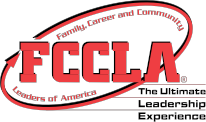 Family, Career and Community
FCCLA®
Leaders of America
The Ultimate
Leadership
Experience